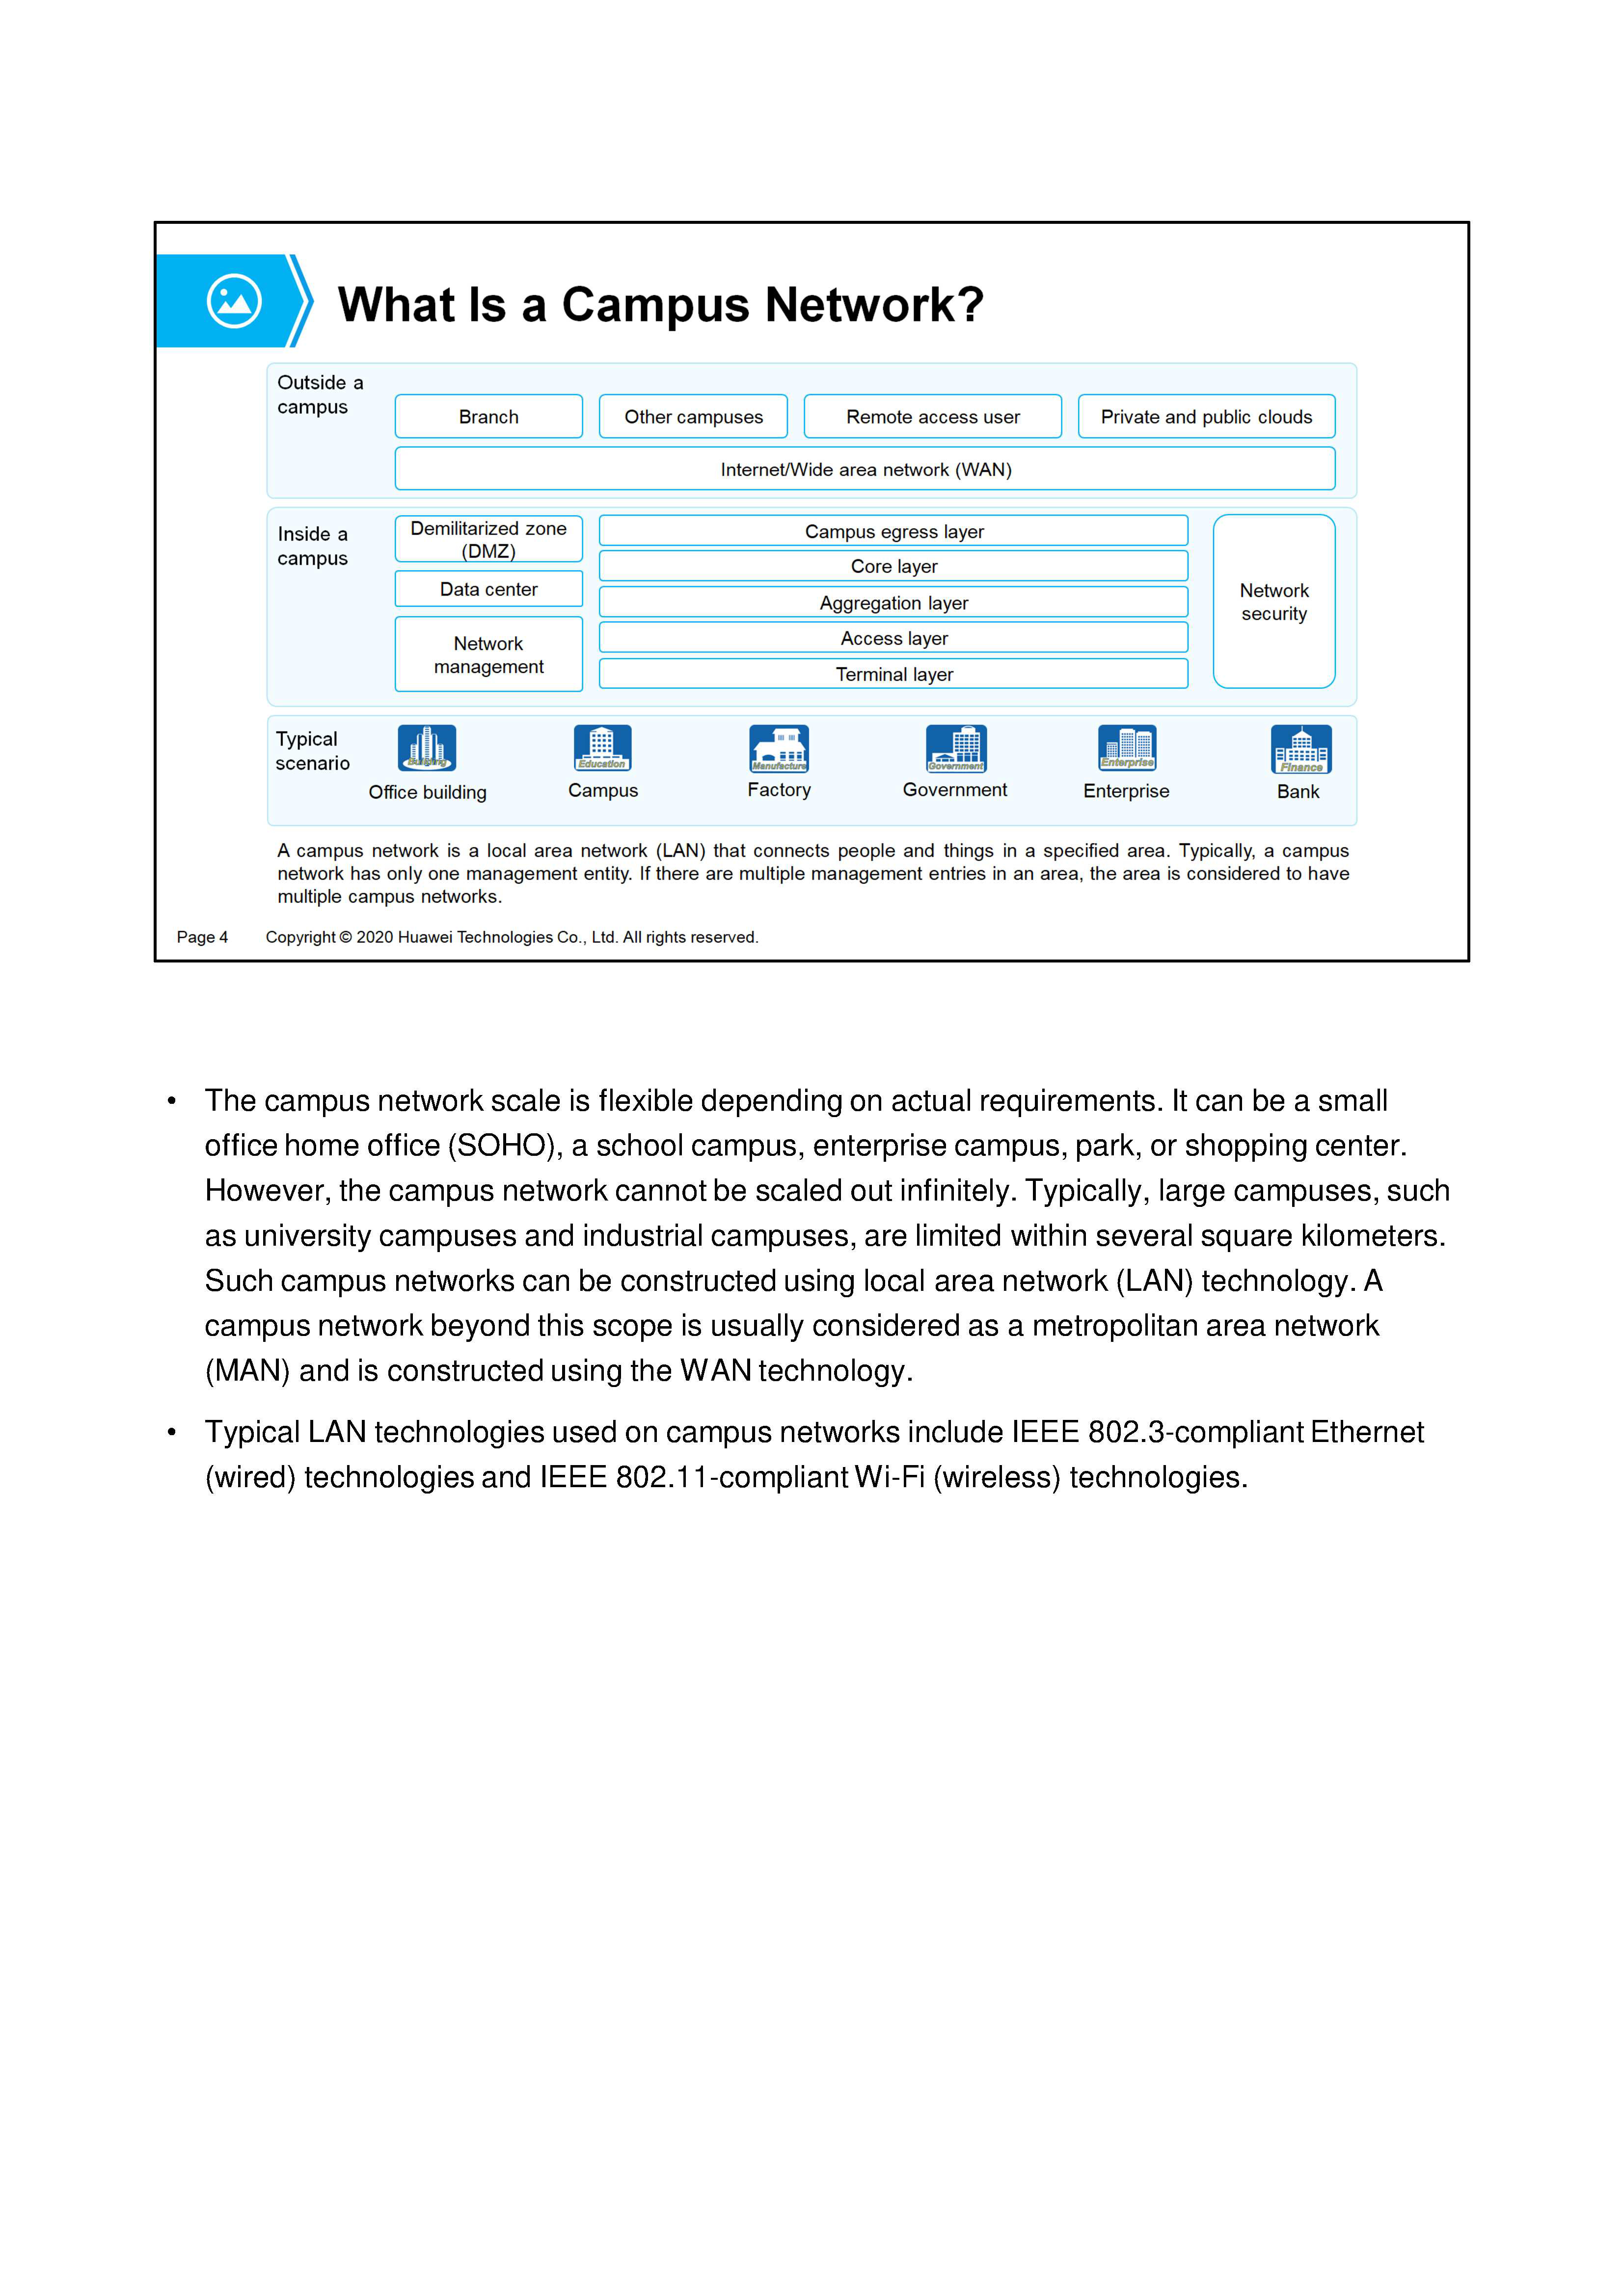 What Is a Campus Network?
Outside a
campus
Branch
Other campuses
Remote access user
Private and public clouds
Internet/Wide area network (WAN)
Inside a
campus
Demilitarized zone
(DMZ)
Data center
Network
management
Campus egress layer
Core layer
Aggregation layer
Access layer
Terminal layer
Network
security
Typical
scenario
Building
Office building
Education
Campus
Manufacture
Factory
Government
Government
Enterprise
Enterprise
Finance
Bank
A campus network is a local area network (LAN) that connects people and things in a specified area. Typically, a campus
network has only one management entity. If there are multiple management entries in an area, the area is considered to have
multiple campus networks.
Page 4 Copyright © 2020 Huawei Technologies Co., Ltd. All rights reserved.
• The campus network scale is flexible depending on actual requirements. It can be a small
office home office (SOHO), a school campus, enterprise campus, park, or shopping center.
However, the campus network cannot be scaled out infinitely. Typically, large campuses, such
as university campuses and industrial campuses, are limited within several square kilometers.
Such campus networks can be constructed using local area network (LAN) technology. A
campus network beyond this scope is usually considered as a metropolitan area network
(MAN) and is constructed using the WAN technology.
• Typical LAN technologies used on campus networks include IEEE 802.3-compliant Ethernet
(wired) technologies and IEEE 802.11-compliant Wi-Fi (wireless) technologies.